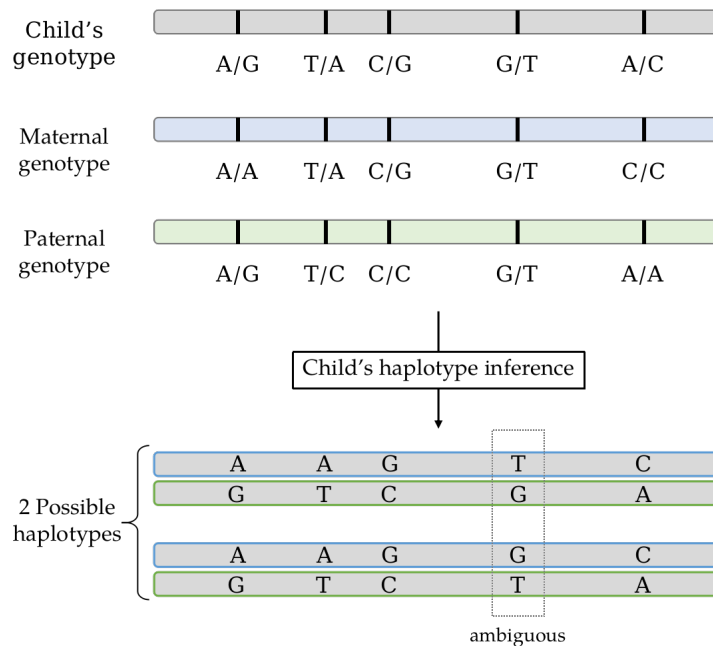 Child's
genotype
A/G T/A C/G G/T A/C
Maternal
genotype
A/A T/A C/G G/T C/C
Paternal
genotype
A/G T/C C/C G/T A/A
Child's haplotype inference
2 Possible
haplotypes
A A G T C
G T C G A
A A G G C
G T C T A
ambiguous